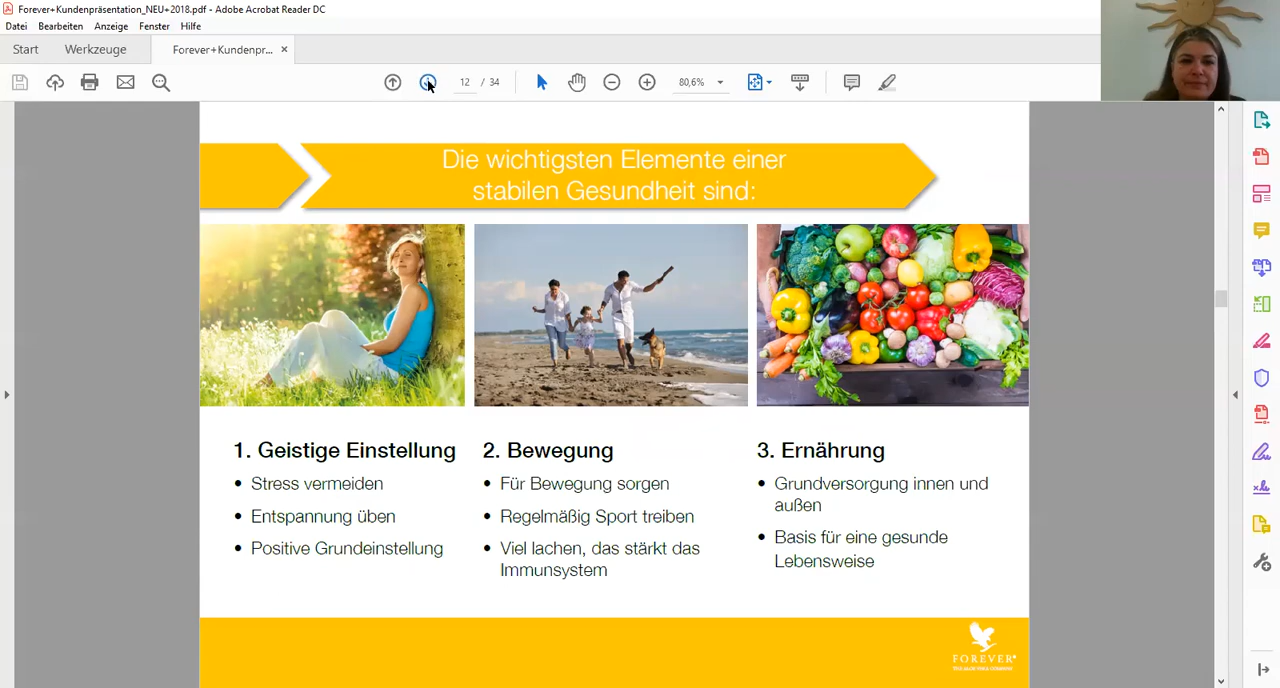 Forever+Kundenpräsentation_NEU+2018.pdf - Adobe Acrobat Reader DC
Datei Bearbeiten Anzeige Fenster Hilfe
Start Werkzeuge Forever+Kundenpr... ×
12 / 34 80,6%
Die wichtigsten Elemente einer
stabilen Gesundheit sind:
1. Geistige Einstellung
• Stress vermeiden
• Entspannung üben
• Positive Grundeinstellung
2. Bewegung
• Für Bewegung sorgen
• Regelmäßig Sport treiben
• Viel lachen, das stärkt das
Immunsystem
3. Ernährung
• Grundversorgung innen und
außen
• Basis für eine gesunde
Lebensweise
FOREVER®